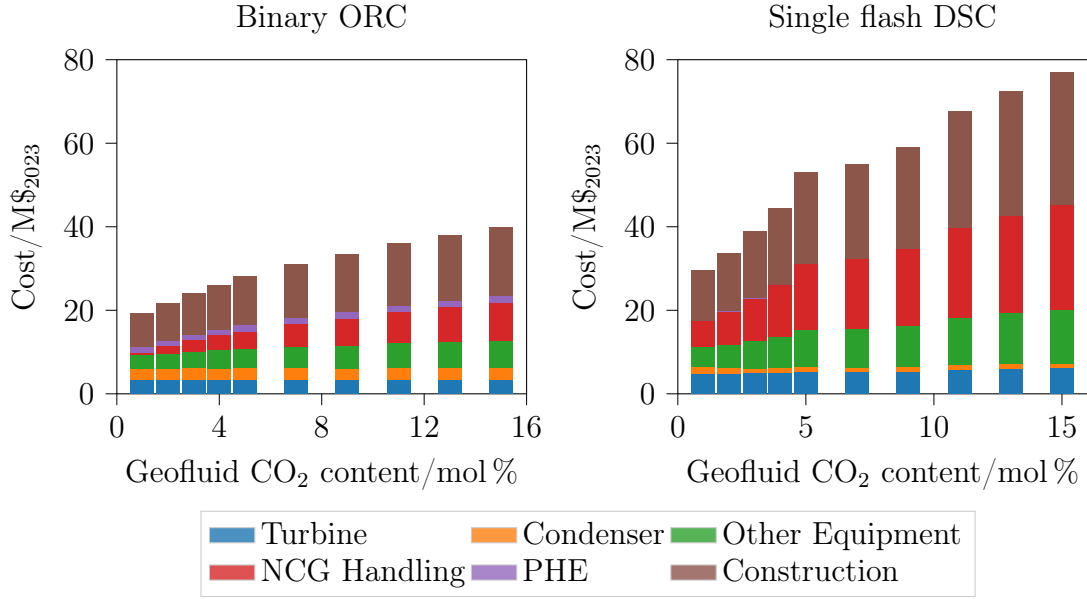 Binary ORC
Single flash DSC
Cost/M$₂₀₂₃
80
60
40
20
0
0 4 8 12 16
Geofluid CO₂ content/mol %
Cost/M$₂₀₂₃
80
60
40
20
0
0 5 10 15
Geofluid CO₂ content/mol %
Turbine Condenser Other Equipment
NCG Handling PHE Construction